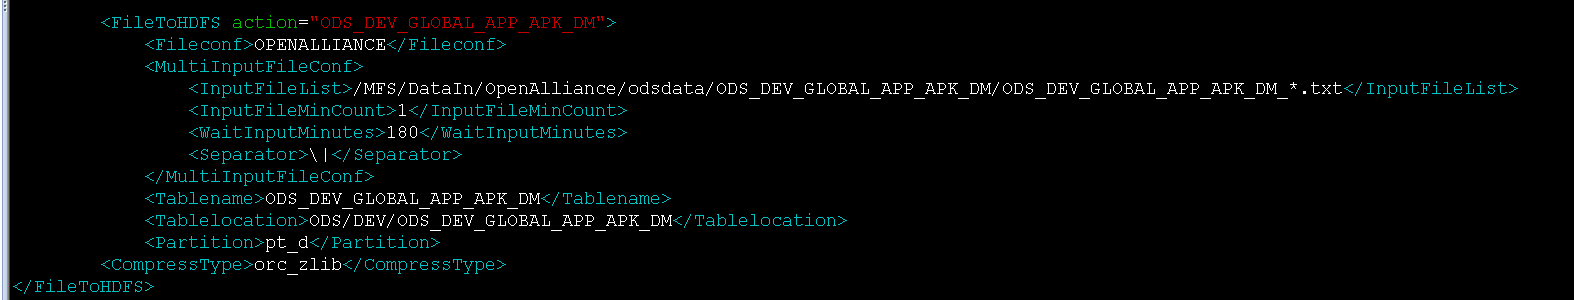 <FileToHDFS action="ODS_DEV_GLOBAL_APP_APK_DM">
<Fileconf>OPENALLIANCE</Fileconf>
<MultiInputFileConf>
<InputFileList>/MFS/DataIn/OpenAlliance/odsdata/ODS_DEV_GLOBAL_APP_APK_DM/ODS_DEV_GLOBAL_APP_APK_DM_*.txt</InputFileList>
<InputFileMinCount>1</InputFileMinCount>
<WaitInputMinutes>180</WaitInputMinutes>
<Separator>\|</Separator>
</MultiInputFileConf>
<Tablename>ODS_DEV_GLOBAL_APP_APK_DM</Tablename>
<Tablelocation>ODS/DEV/ODS_DEV_GLOBAL_APP_APK_DM</Tablelocation>
<Partition>pt_d</Partition>
<CompressType>orc_zlib</CompressType>
</FileToHDFS>